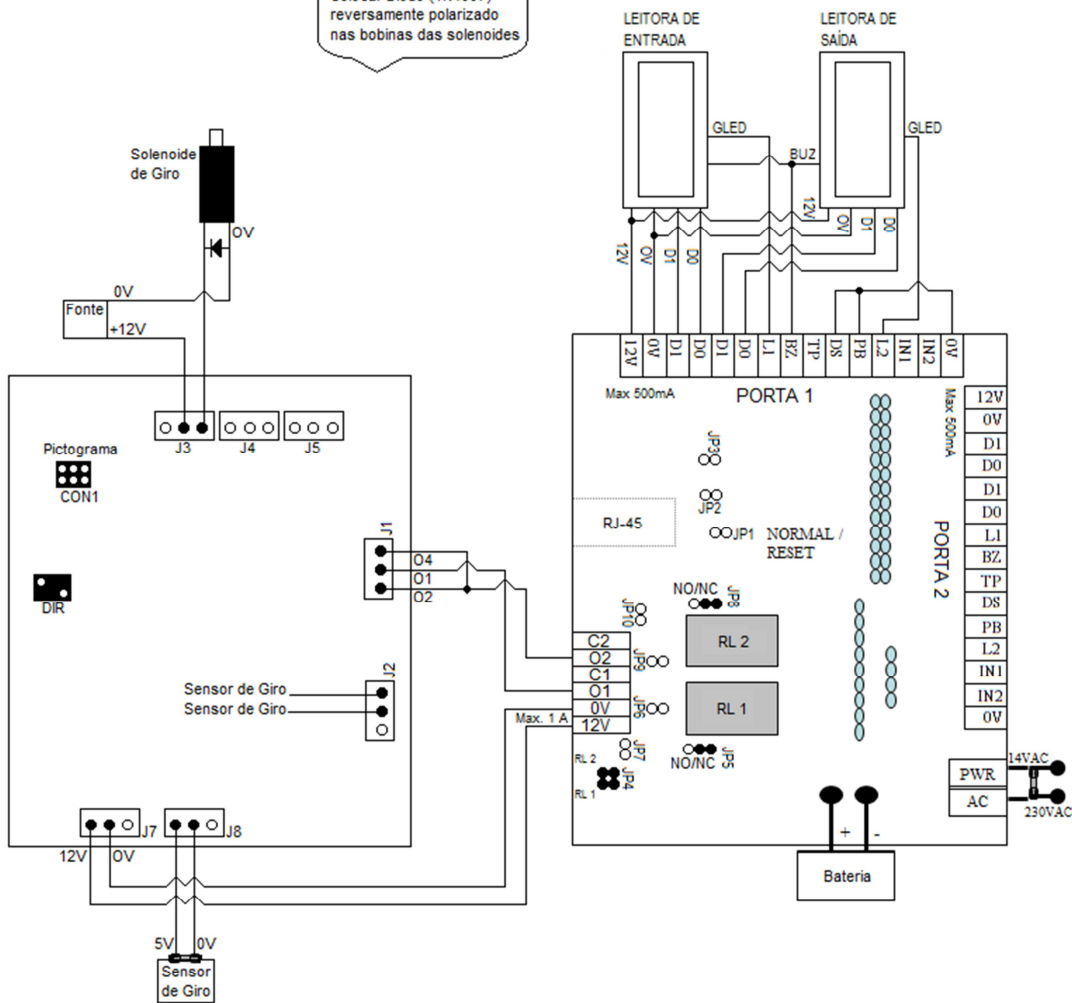 reversamente polarizado
nas bobinas das solenoides
LEITORA DE
ENTRADA
LEITORA DE
SAÍDA
GLED
GLED
BUZ
12V
0V
D1
D0
12V
0V
D1
D0
Solenoide
de Giro
0V
0V
Fonte
+12V
12V
0V
D1
D0
D1
D0
L1
BZ
TP
DS
PB
L2
IN1
IN2
0V
Max 500mA
PORTA 1
Max 500mA
12V
0V
D1
D0
D1
D0
L1
BZ
TP
DS
PB
L2
IN1
IN2
0V
PORTA 2
J3
J4
J5
Pictograma
CON1
DIR
J1
O4
O1
O2
J2
Sensor de Giro
Sensor de Giro
JP3
JP2
JP1
NORMAL /
RESET
RJ-45
NO/NC
JP8
JP10
RL 2
C2
O2
C1
O1
0V
12V
JP9
JP6
Max. 1 A
RL 1
JP7
NO/NC
JP5
RL 2
RL 1
JP4
PWR
AC
14VAC
230VAC
+
-
Bateria
J7
J8
12V
0V
5V
0V
Sensor
de Giro